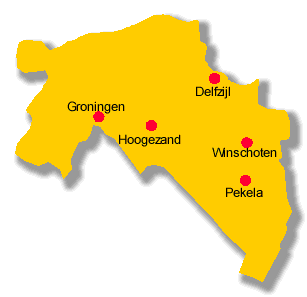 Delfzijl
Groningen
Hoogezand
Winschoten
Pekela